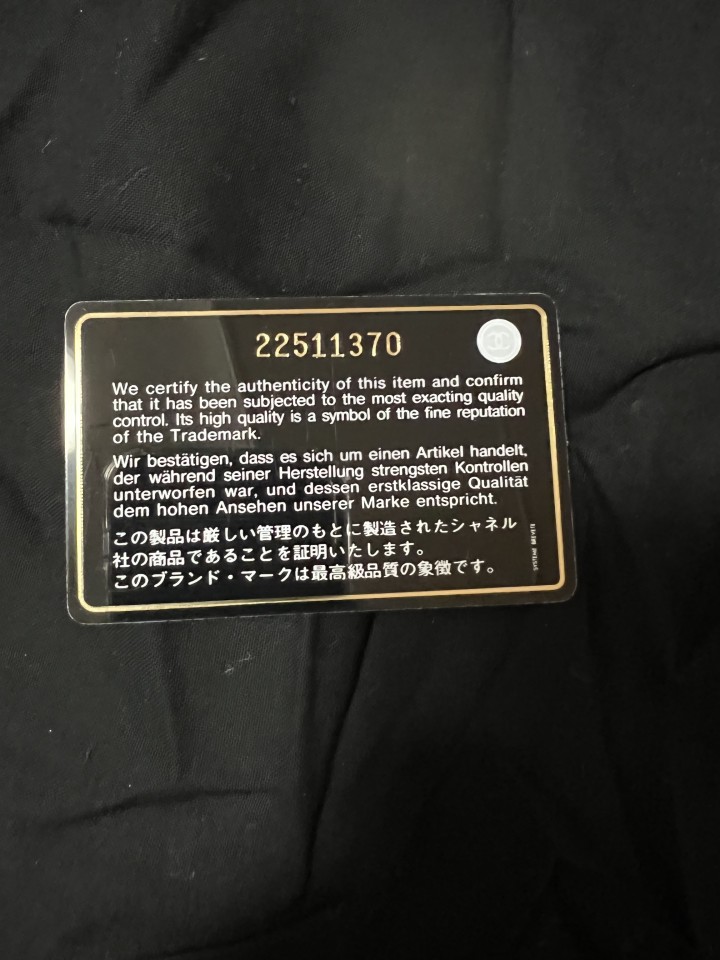 22511370
We certify the authenticity of this item and confirm
that it has been subjected to the most exacting quality
control. Its high quality is a symbol of the fine reputation
of the Trademark.
Wir bestätigen, dass es sich um einen Artikel handelt,
der während seiner Herstellung strengsten Kontrollen
unterworfen war, und dessen erstklassige Qualität
dem hohen Ansehen unserer Marke entspricht.
この製品は厳しい管理のもとに製造されたシャネル
社の商品であることを証明いたします。
このブランド・マークは最高級品質の象徴です。
SYSTEME BREVETE